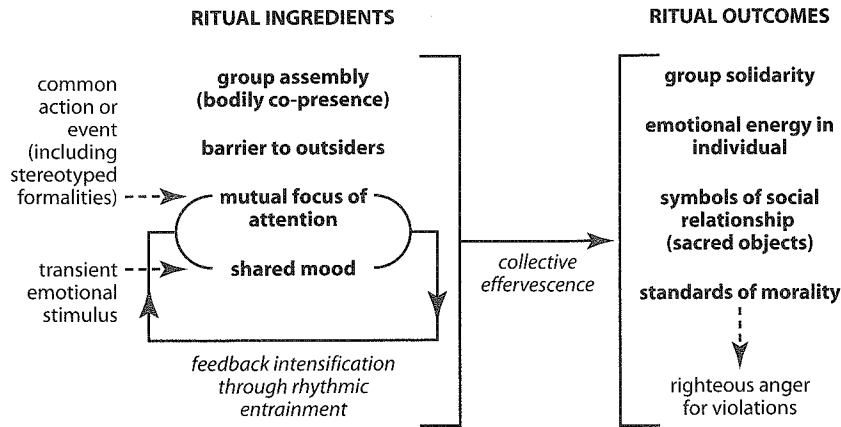 RITUAL INGREDIENTS
RITUAL OUTCOMES
common
action or
event
(including
stereotyped
formalities)
transient
emotional
stimulus
group assembly
(bodily co-presence)
barrier to outsiders
mutual focus of
attention
shared mood
feedback intensification
through rhythmic
entrainment
collective
effervescence
group solidarity
emotional energy in
individual
symbols of social
relationship
(sacred objects)
standards of morality
righteous anger
for violations